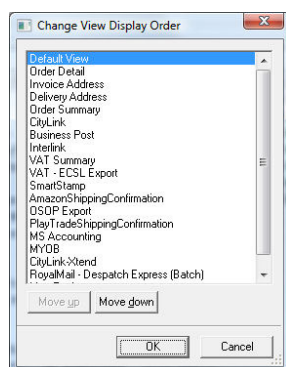 Change View Display Order
Default View
Order Detail
Invoice Address
Delivery Address
Order Summary
CityLink
Business Post
Interlink
VAT Summary
VAT - ECSL Export
SmartStamp
AmazonShippingConfirmation
OSOP Export
PlayTradeShippingConfirmation
MS Accounting
MYOB
CityLink-Xtend
RoyalMail - Despatch Express (Batch)
Move up Move down
OK Cancel